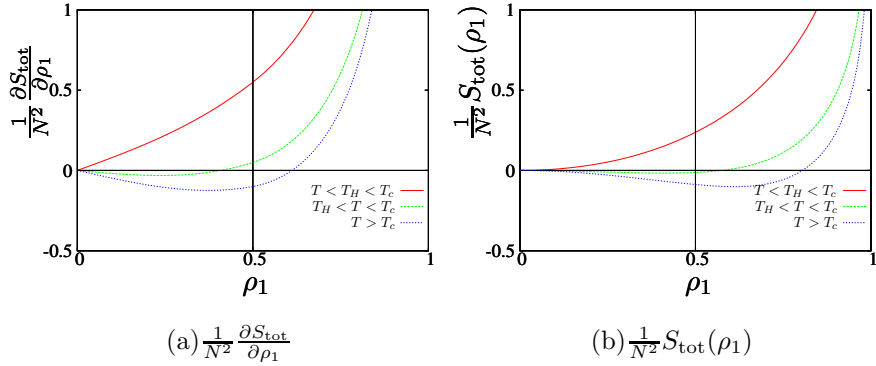 1
0.5
0
-0.5
0
0.5
1
ρ₁
1/N² ∂S_tot/∂ρ₁
T < T_H < T_c
T_H < T < T_c
T > T_c
1
0.5
0
-0.5
0
0.5
1
ρ₁
1/N² S_tot(ρ₁)
T < T_H < T_c
T_H < T < T_c
T > T_c
(a) 1/N² ∂S_tot/∂ρ₁
(b) 1/N² S_tot(ρ₁)